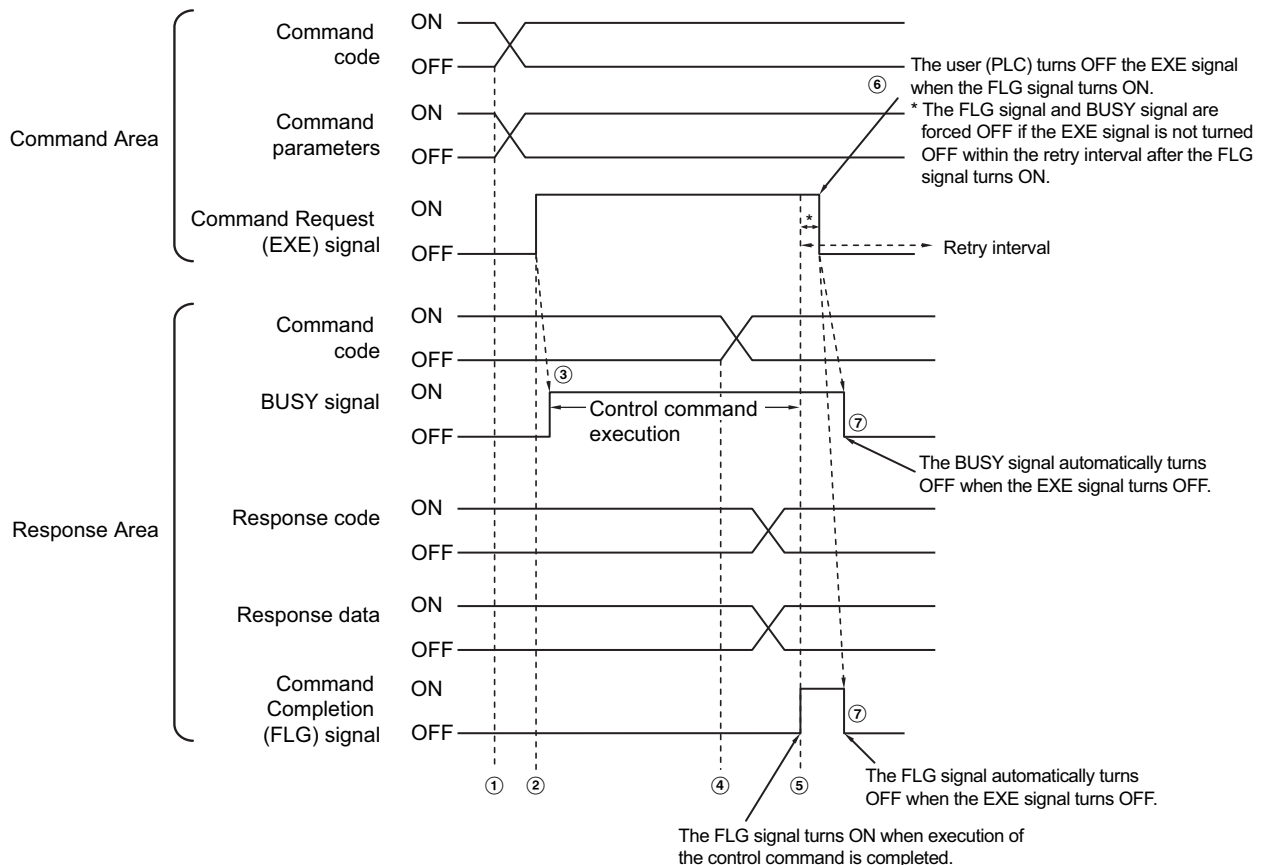 Command Area
Command
code
ON
OFF
Command
parameters
ON
OFF
Command Request
(EXE) signal
ON
OFF
⑥
The user (PLC) turns OFF the EXE signal
when the FLG signal turns ON.
* The FLG signal and BUSY signal are
forced OFF if the EXE signal is not turned
OFF within the retry interval after the FLG
signal turns ON.
*
Retry interval
Response Area
Command
code
ON
OFF
③
BUSY signal
ON
OFF
Control command
execution
⑦
The BUSY signal automatically turns
OFF when the EXE signal turns OFF.
Response code
ON
OFF
Response data
ON
OFF
Command
Completion
(FLG) signal
ON
OFF
⑦
① ② ④ ⑤
The FLG signal automatically turns
OFF when the EXE signal turns OFF.
The FLG signal turns ON when execution of
the control command is completed.